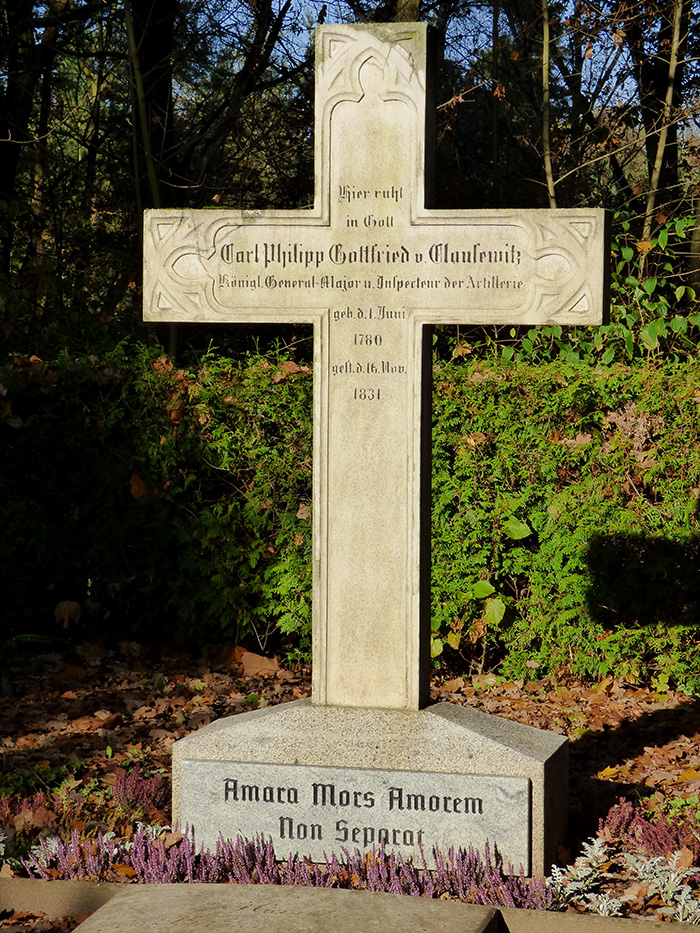 Hier ruht
in Gott
Carl Philipp Gottfried v. Clausewitz
Königl. General-Major u. Inspecteur der Artillerie
geb. d. 1. Juni
1780
gest. d. 16. Nov.
1831
Amara Mors Amorem
Non Separat